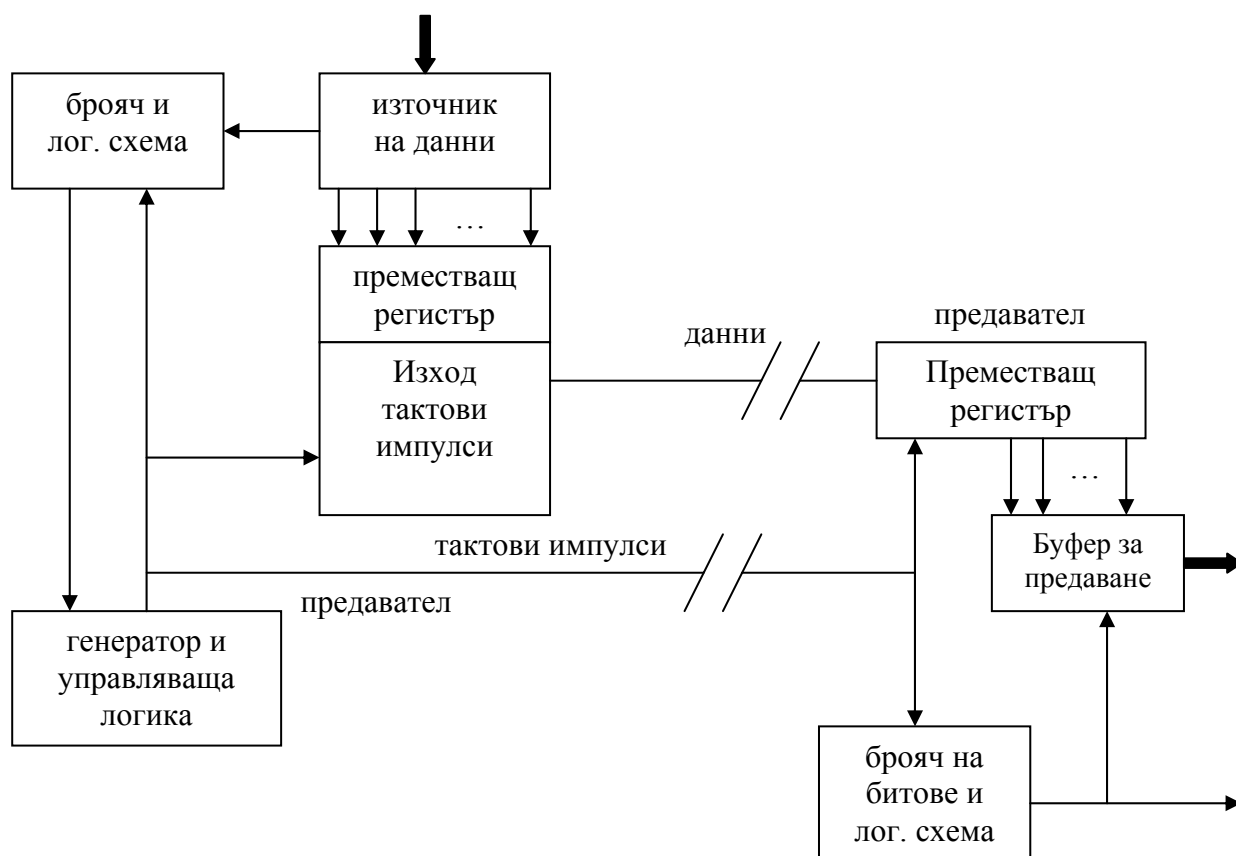 брояч и
лог. схема
източник
на данни
...
преместващ
регистър
Изход
тактови
импулси
данни
предавател
Преместващ
регистър
...
Буфер за
предаване
тактови импулси
предавател
генератор и
управляваща
логика
брояч на
битове и
лог. схема